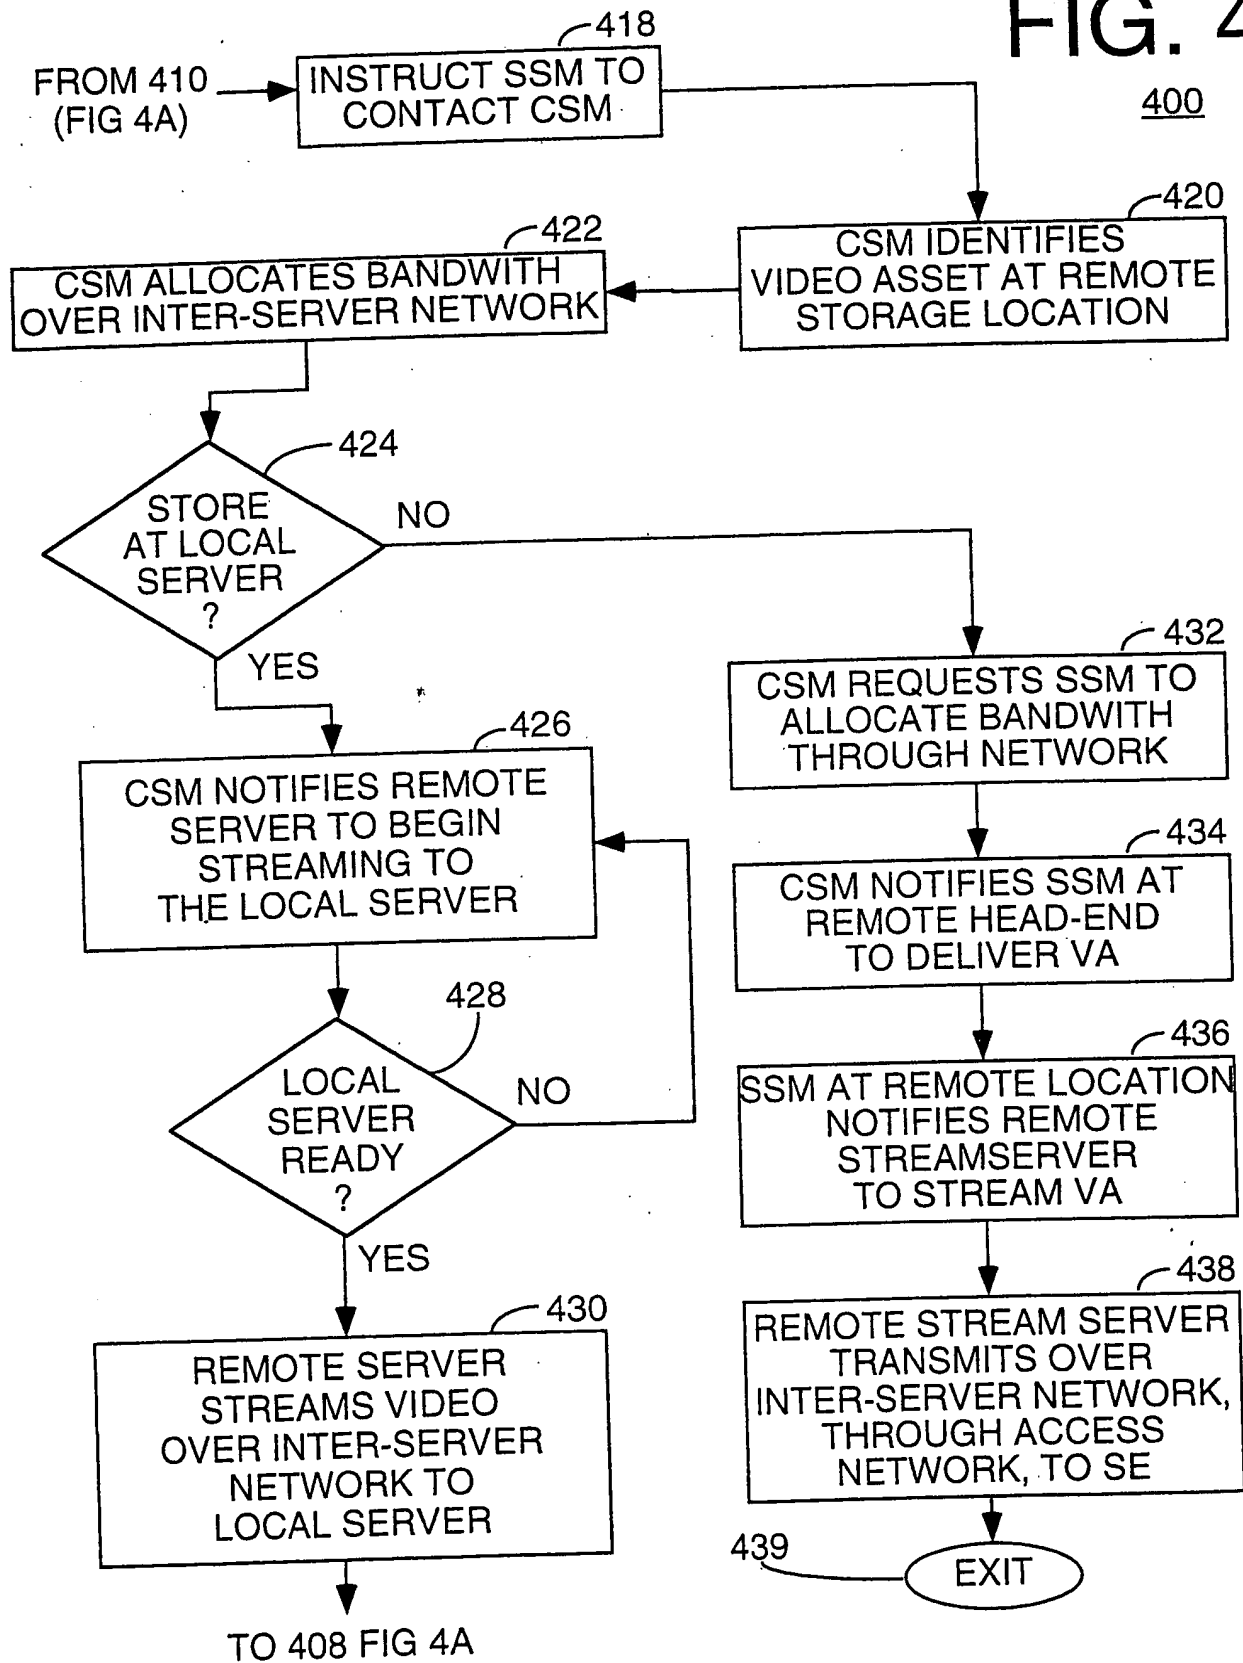 FIG. 4
400
418
FROM 410
(FIG 4A)
INSTRUCT SSM TO
CONTACT CSM
420
CSM IDENTIFIES
VIDEO ASSET AT REMOTE
STORAGE LOCATION
422
CSM ALLOCATES BANDWITH
OVER INTER-SERVER NETWORK
424
STORE
AT LOCAL
SERVER
?
NO
YES
426
CSM NOTIFIES REMOTE
SERVER TO BEGIN
STREAMING TO
THE LOCAL SERVER
428
LOCAL
SERVER
READY
?
NO
YES
430
REMOTE SERVER
STREAMS VIDEO
OVER INTER-SERVER
NETWORK TO
LOCAL SERVER
TO 408 FIG 4A
432
CSM REQUESTS SSM TO
ALLOCATE BANDWITH
THROUGH NETWORK
434
CSM NOTIFIES SSM AT
REMOTE HEAD-END
TO DELIVER VA
436
SSM AT REMOTE LOCATION
NOTIFIES REMOTE
STREAMSERVER
TO STREAM VA
438
REMOTE STREAM SERVER
TRANSMITS OVER
INTER-SERVER NETWORK,
THROUGH ACCESS
NETWORK, TO SE
439
EXIT